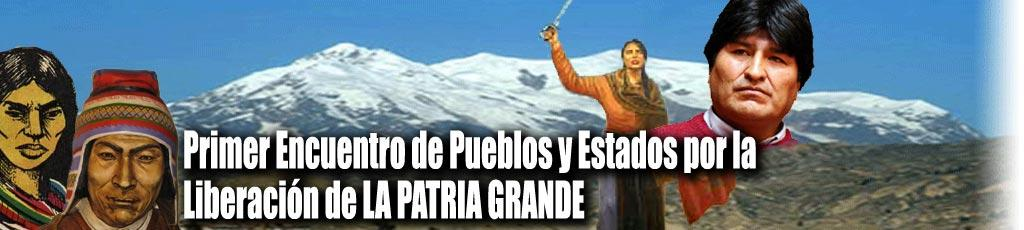 Primer Encuentro de Pueblos y Estados por la
Liberación de LA PATRIA GRANDE